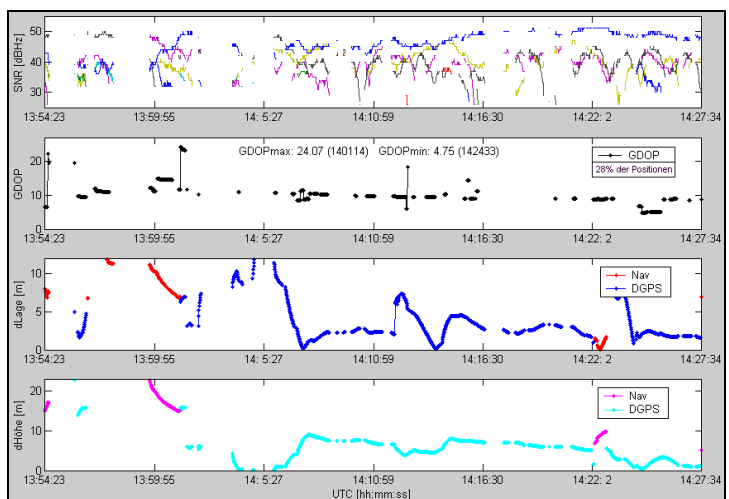 SNR [dBHz]
50
40
30
13:54:23 13:59:55 14: 5:27 14:10:59 14:16:30 14:22: 2 14:27:34
GDOPmax: 24.07 (140114) GDOPmin: 4.75 (142433)
GDOP
28% der Positionen
GDOP
20
10
0
13:54:23 13:59:55 14: 5:27 14:10:59 14:16:30 14:22: 2 14:27:34
Nav
DGPS
dLage [m]
10
5
0
13:54:23 13:59:55 14: 5:27 14:10:59 14:16:30 14:22: 2 14:27:34
Nav
DGPS
dHöhe [m]
20
10
0
13:54:23 13:59:55 14: 5:27 14:10:59 14:16:30 14:22: 2 14:27:34
UTC [hh:mm:ss]